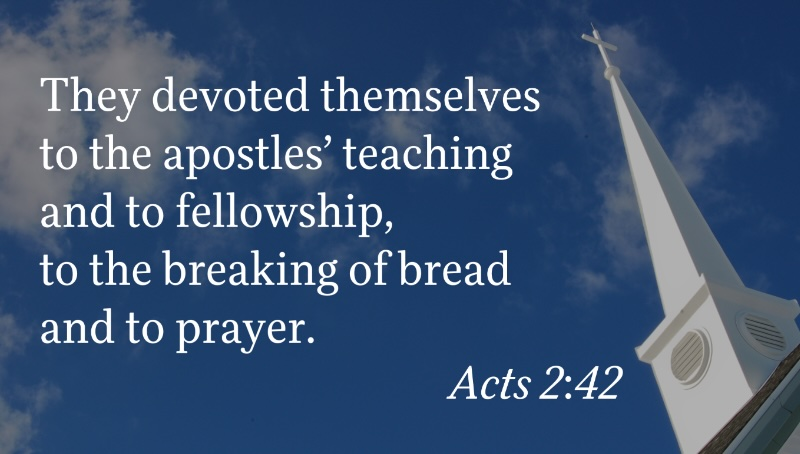 They devoted themselves
to the apostles’ teaching
and to fellowship,
to the breaking of bread
and to prayer.
Acts 2:42